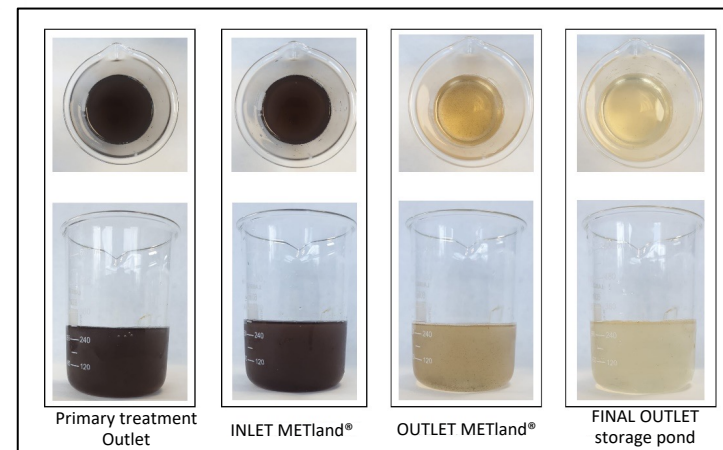 240
120
240
120
240
120
240
120
Primary treatment
Outlet
INLET METland®
OUTLET METland®
FINAL OUTLET
storage pond